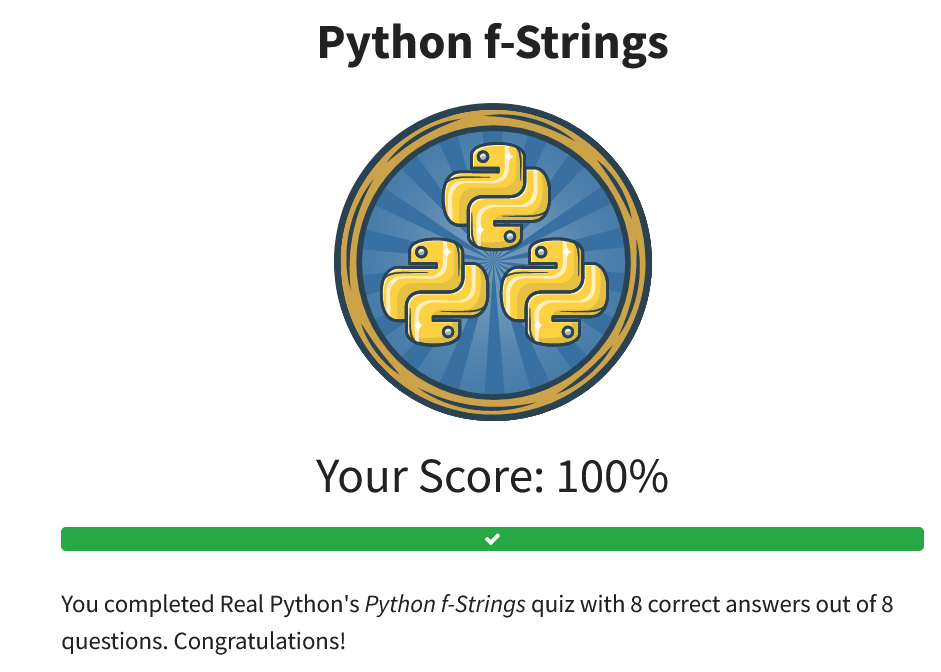 Python f-Strings
Your Score: 100%
You completed Real Python's Python f-Strings quiz with 8 correct answers out of 8
questions. Congratulations!